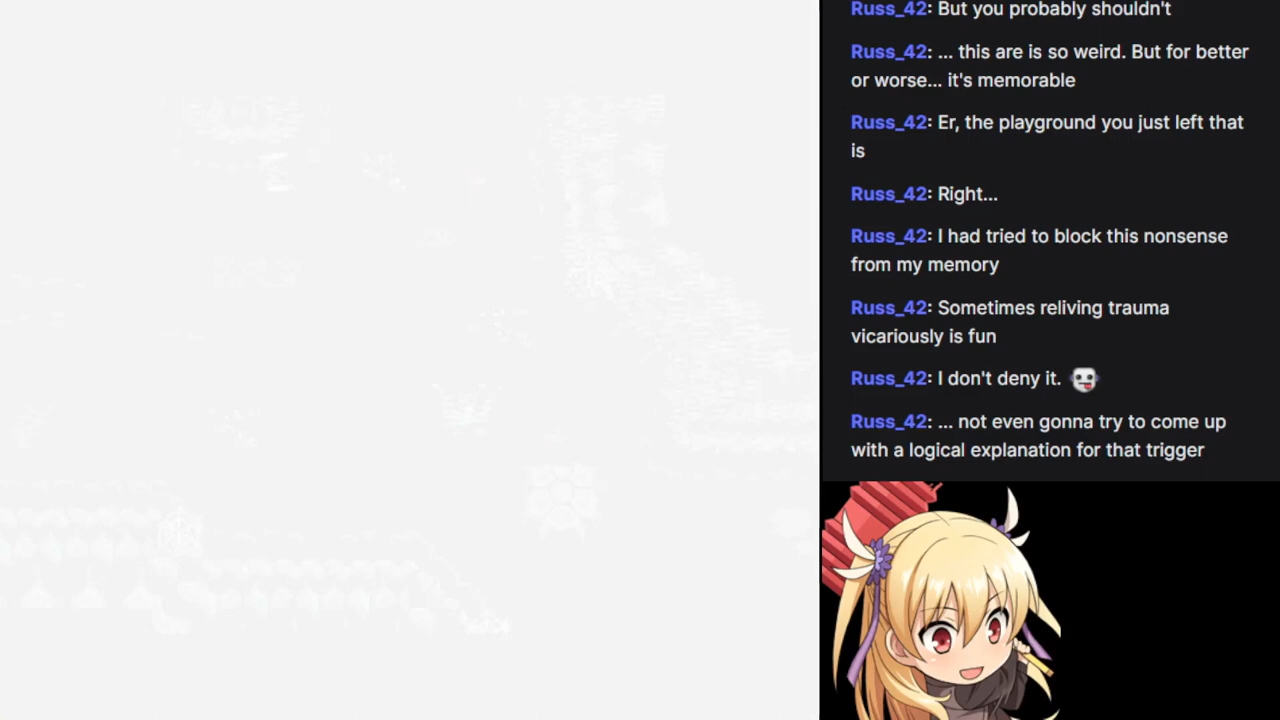 Russ_42: But you probably shouldn't
Russ_42: ... this are is so weird. But for better
or worse... it's memorable
Russ_42: Er, the playground you just left that
is
Russ_42: Right...
Russ_42: I had tried to block this nonsense
from my memory
Russ_42: Sometimes reliving trauma
vicariously is fun
Russ_42: I don't deny it.
Russ_42: ... not even gonna try to come up
with a logical explanation for that trigger